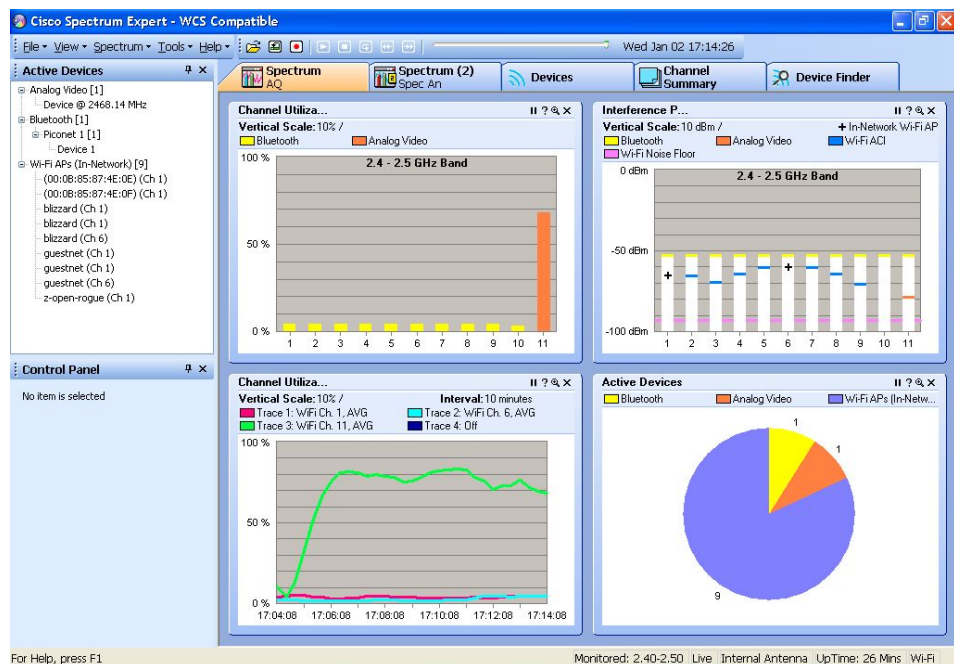 Cisco Spectrum Expert - WCS Compatible
File View Spectrum Tools Help Wed Jan 02 17:14:26
Active Devices
Analog Video [1]
Device @ 2468.14 MHz
Bluetooth [1]
Piconet 1 [1]
Device 1
Wi-Fi APs (In-Network) [9]
(00:0B:85:87:4E:0E) (Ch 1)
(00:0B:85:87:4E:0F) (Ch 1)
blizzard (Ch 1)
blizzard (Ch 1)
blizzard (Ch 6)
guestnet (Ch 1)
guestnet (Ch 1)
guestnet (Ch 6)
z-open-rogue (Ch 1)
Control Panel
No item is selected
Spectrum
AQ
Spectrum (2)
Spec An
Devices
Channel
Summary
Device Finder
Channel Utiliza...
Vertical Scale: 10% /
Bluetooth Analog Video
2.4 - 2.5 GHz Band
100 %
50 %
0 %
1 2 3 4 5 6 7 8 9 10 11
Interference P...
Vertical Scale: 10 dBm / + In-Network Wi-Fi AP
Bluetooth Analog Video Wi-Fi ACI
Wi-Fi Noise Floor
2.4 - 2.5 GHz Band
0 dBm
-50 dBm
-100 dBm
1 2 3 4 5 6 7 8 9 10 11
Channel Utiliza...
Vertical Scale: 10% / Interval: 10 minutes
Trace 1: WiFi Ch. 1, AVG Trace 2: WiFi Ch. 6, AVG
Trace 3: WiFi Ch. 11, AVG Trace 4: Off
100 %
50 %
0 %
17:04:08 17:06:08 17:08:08 17:10:08 17:12:08 17:14:08
Active Devices
Bluetooth Analog Video Wi-Fi APs (In-Netw...
1
1
9
For Help, press F1
Monitored: 2.40-2.50 Live Internal Antenna UpTime: 26 Mins Wi-Fi